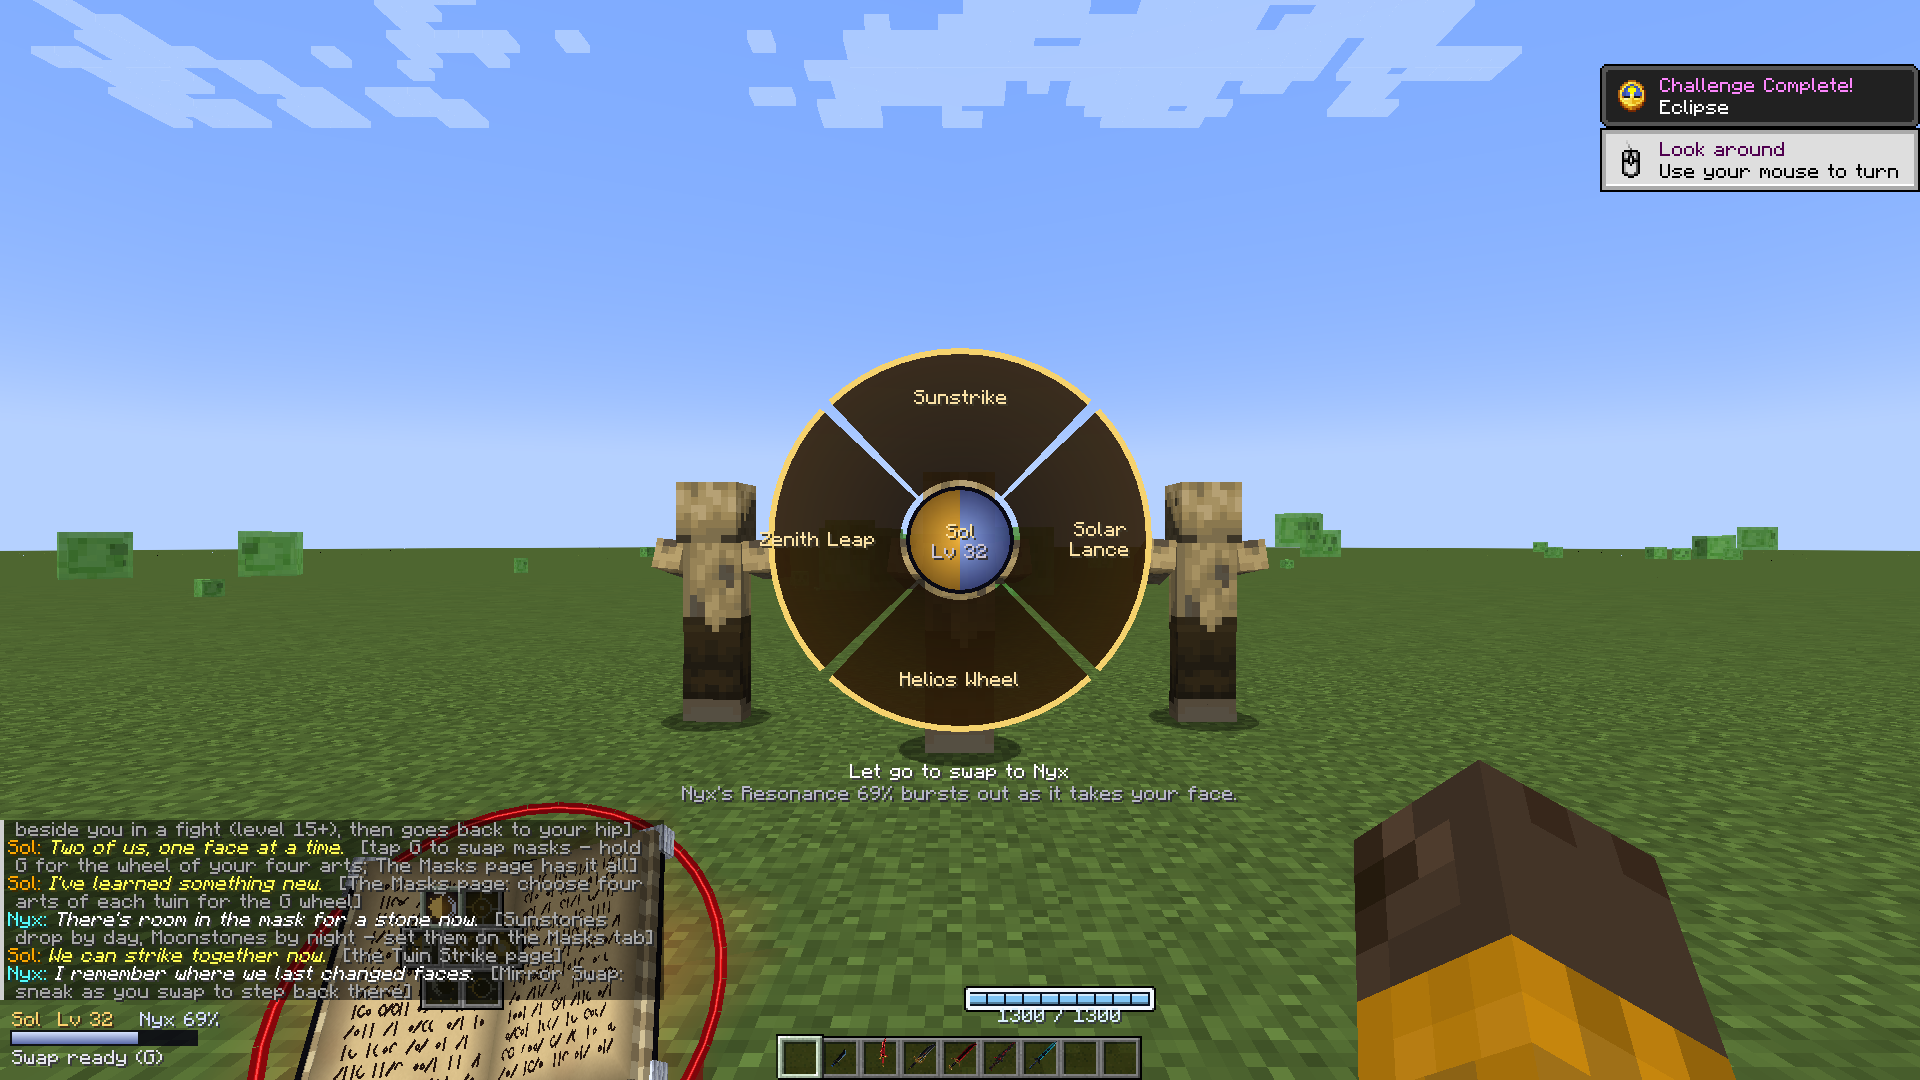 Challenge Complete!
Eclipse
Look around
Use your mouse to turn
Sunstrike
Zenith Leap
Sol
Lv 32
Solar
Lance
Helios Wheel
Let go to swap to Nyx
Nyx's Resonance 69% bursts out as it takes your face.
beside you in a fight (level 15+), then goes back to your hip]
Sol: Two of us, one face at a time. [tap G to swap masks – hold
G for the wheel of your four arts; The Masks page has it all]
Sol: I've learned something new. [The Masks page: choose four
arts of each twin for the G wheel]
Nyx: There's room in the mask for a stone now. [Sunstones
drop by day, Moonstones by night – set them on the Masks tab]
Sol: We can strike together now. [the Twin Strike page]
Nyx: I remember where we last changed faces. [Mirror Swap:
sneak as you swap to step back there]
Sol Lv 32 Nyx 69%
Swap ready (G)
1300 / 1300